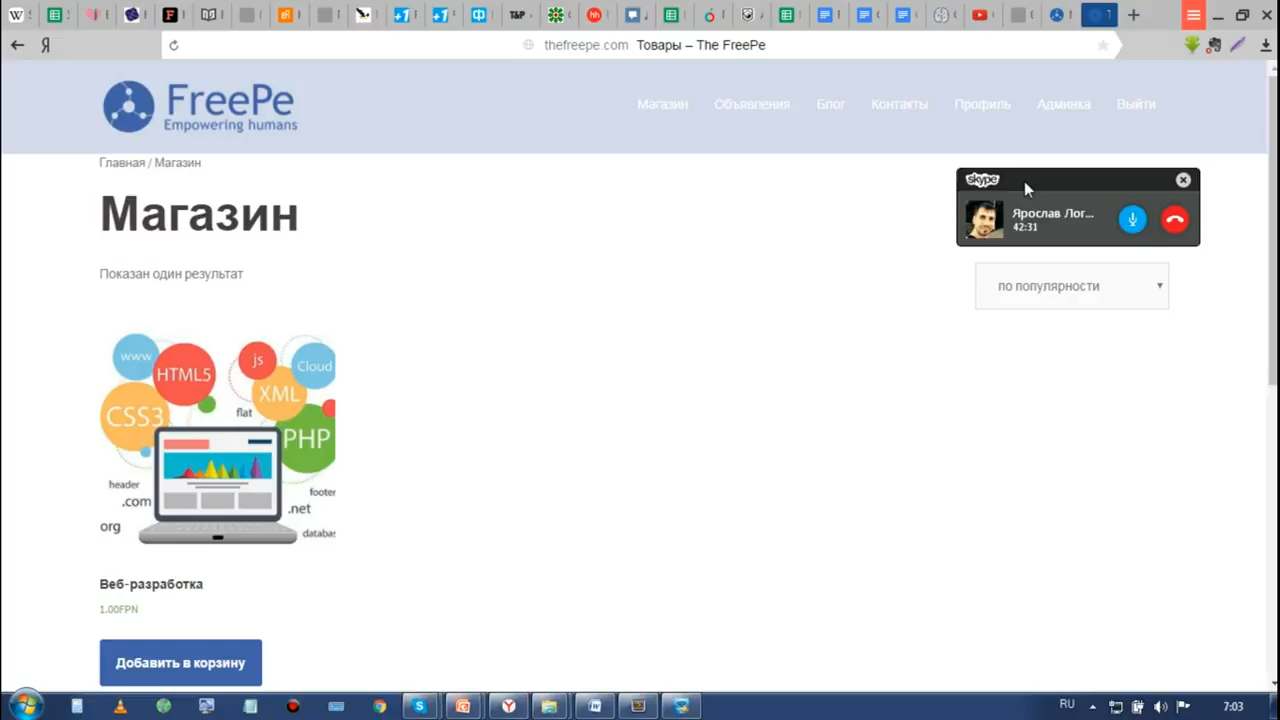 thefreepe.com Товары – The FreePe
FreePe
Empowering humans
Магазин Объявления Блог Контакты Профиль Админка Выйти
Главная / Магазин
skype
Ярослав Лог...
42:31
Магазин
Показан один результат
по популярности
www
HTML5
js
Cloud
XML
CSS3
flat
PHP
header
.com
org
footer
.net
databas
Веб-разработка
1.00FPN
Добавить в корзину
RU
7:03